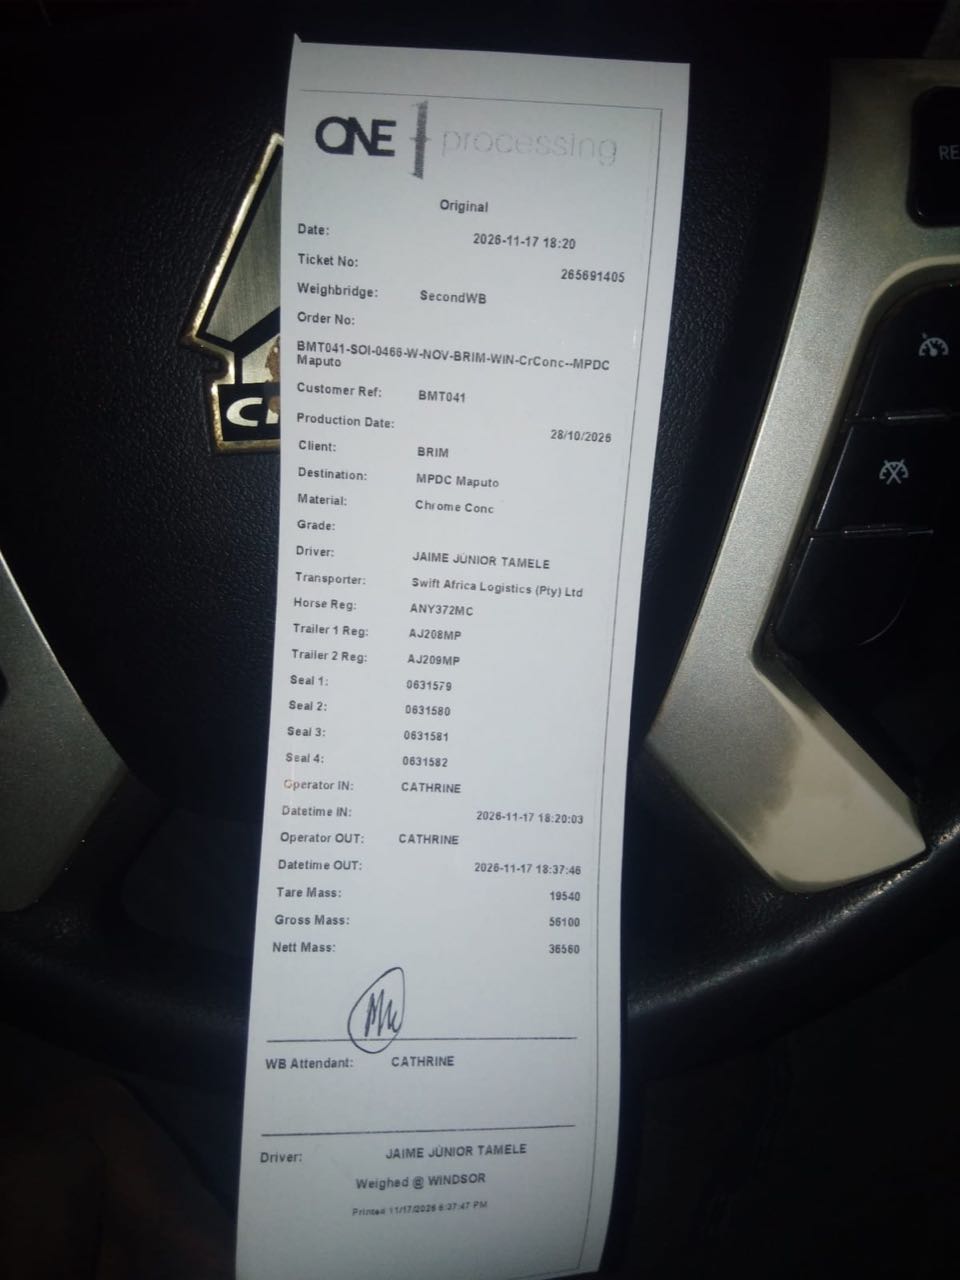 ONE processing
Original
Date: 2026-11-17 18:20
Ticket No: 265691405
Weighbridge: SecondWB
Order No:
BMT041-SOI-0466-W-NOV-BRIM-WIN-CrConc--MPDC
Maputo
Customer Ref: BMT041
Production Date: 28/10/2026
Client: BRIM
Destination: MPDC Maputo
Material: Chrome Conc
Grade:
Driver: JAIME JÚNIOR TAMELE
Transporter: Swift Africa Logistics (Pty) Ltd
Horse Reg: ANY372MC
Trailer 1 Reg: AJ208MP
Trailer 2 Reg: AJ209MP
Seal 1: 0631579
Seal 2: 0631580
Seal 3: 0631581
Seal 4: 0631582
Operator IN: CATHRINE
Datetime IN: 2026-11-17 18:20:03
Operator OUT: CATHRINE
Datetime OUT: 2026-11-17 18:37:46
Tare Mass: 19540
Gross Mass: 56100
Nett Mass: 36560
WB Attendant: CATHRINE
Driver: JAIME JÚNIOR TAMELE
Weighed @ WINDSOR
Printed 11/17/2026 6:37:47 PM
RE